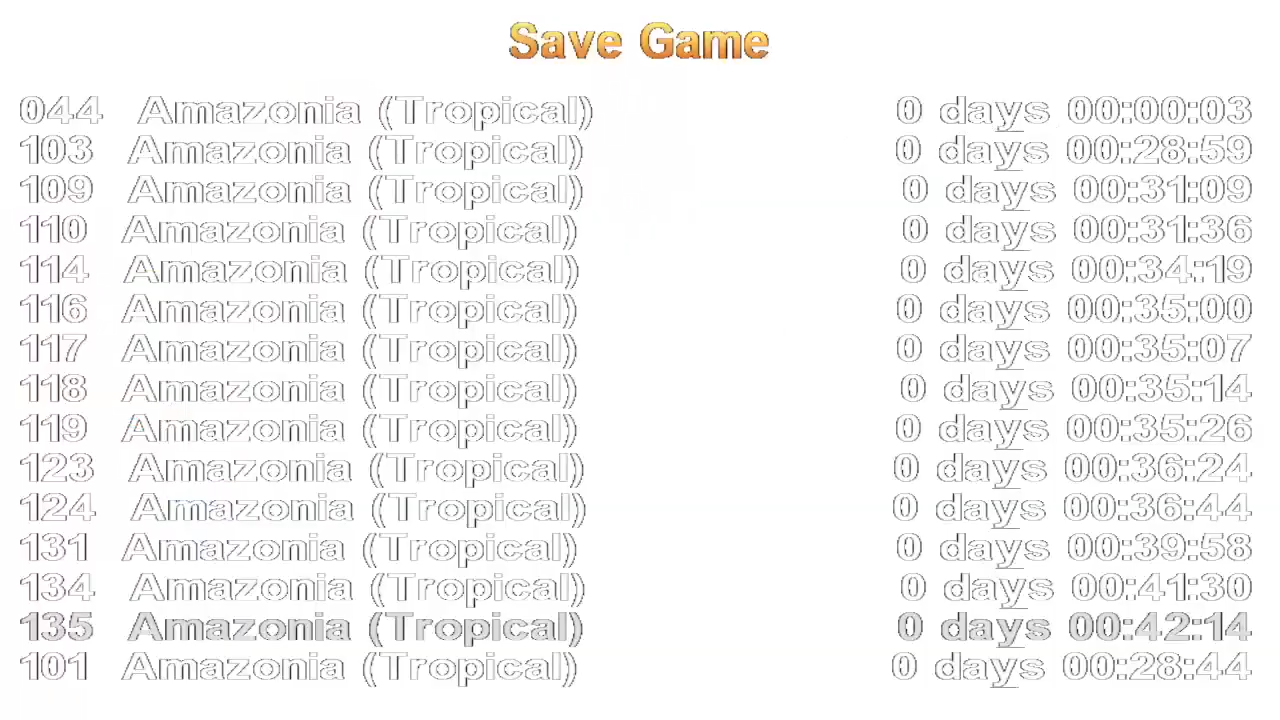 Save Game
044 Amazonia (Tropical) 0 days 00:00:03
103 Amazonia (Tropical) 0 days 00:28:59
109 Amazonia (Tropical) 0 days 00:31:09
110 Amazonia (Tropical) 0 days 00:31:36
114 Amazonia (Tropical) 0 days 00:34:19
116 Amazonia (Tropical) 0 days 00:35:00
117 Amazonia (Tropical) 0 days 00:35:07
118 Amazonia (Tropical) 0 days 00:35:14
119 Amazonia (Tropical) 0 days 00:35:26
123 Amazonia (Tropical) 0 days 00:36:24
124 Amazonia (Tropical) 0 days 00:36:44
131 Amazonia (Tropical) 0 days 00:39:58
134 Amazonia (Tropical) 0 days 00:41:30
135 Amazonia (Tropical) 0 days 00:42:14
101 Amazonia (Tropical) 0 days 00:28:44